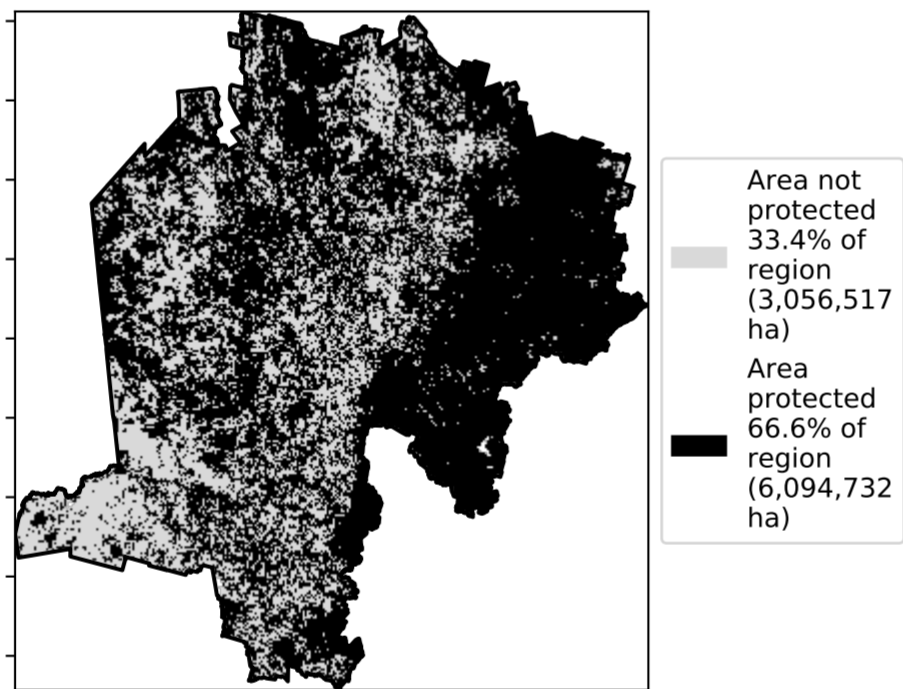 Area not
protected
33.4% of
region
(3,056,517
ha)
Area
protected
66.6% of
region
(6,094,732
ha)